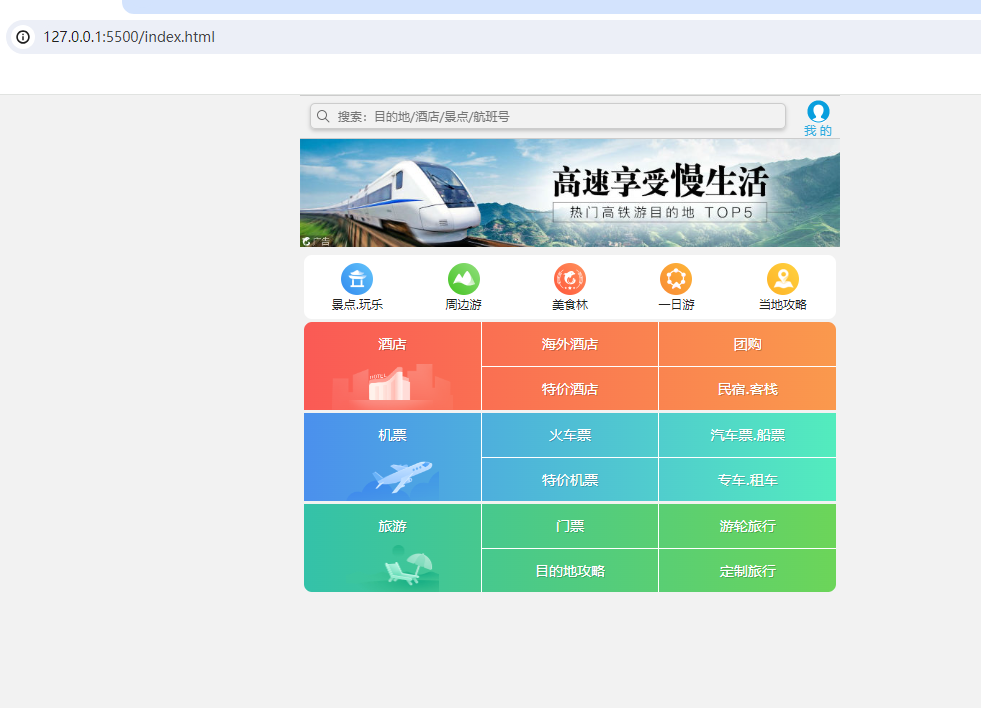 127.0.0.1:5500/index.html
搜索：目的地/酒店/景点/航班号
我 的
高速享受慢生活
热门高铁游目的地 TOP5
广告
景点.玩乐 周边游 美食林 一日游 当地攻略
酒店 海外酒店 团购
HOTEL
特价酒店 民宿.客栈
机票 火车票 汽车票.船票
特价机票 专车.租车
旅游 门票 游轮旅行
目的地攻略 定制旅行